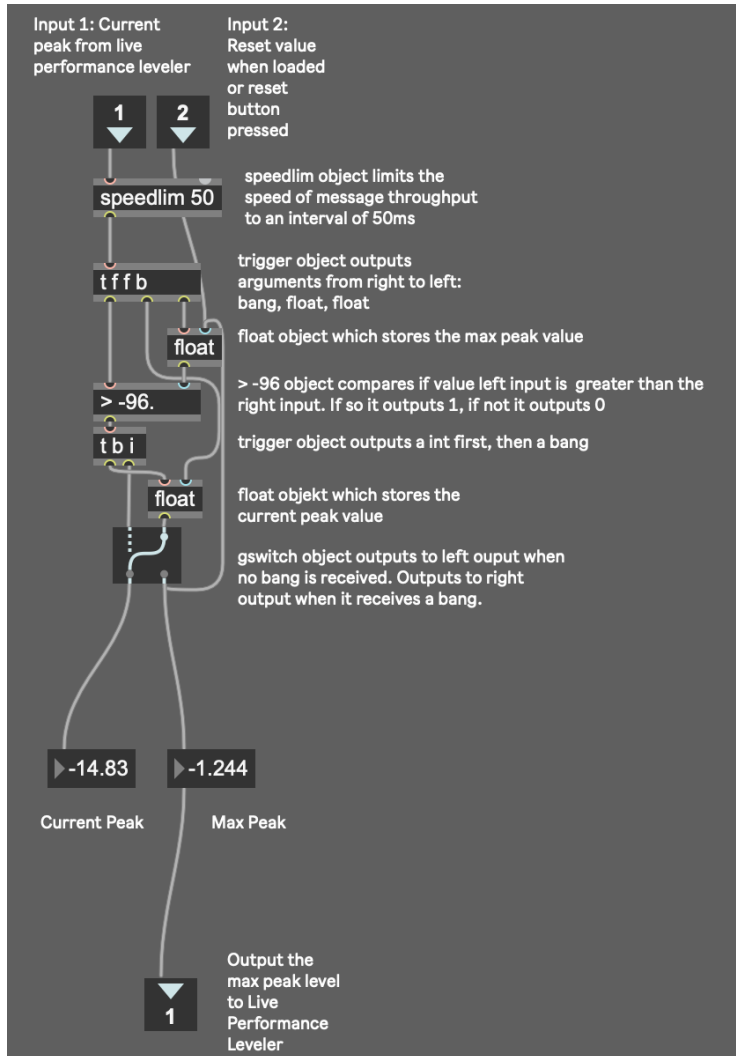 Input 1: Current
peak from live
performance leveler
Input 2:
Reset value
when loaded
or reset
button
pressed
1
2
speedlim 50
speedlim object limits the
speed of message throughput
to an interval of 50ms
t f f b
trigger object outputs
arguments from right to left:
bang, float, float
float
float object which stores the max peak value
> -96.
> -96 object compares if value left input is greater than the
right input. If so it outputs 1, if not it outputs 0
t b i
trigger object outputs a int first, then a bang
float
float objekt which stores the
current peak value
gswitch object outputs to left ouput when
no bang is received. Outputs to right
output when it receives a bang.
-14.83
-1.244
Current Peak
Max Peak
Output the
max peak level
to Live
Performance
Leveler
1